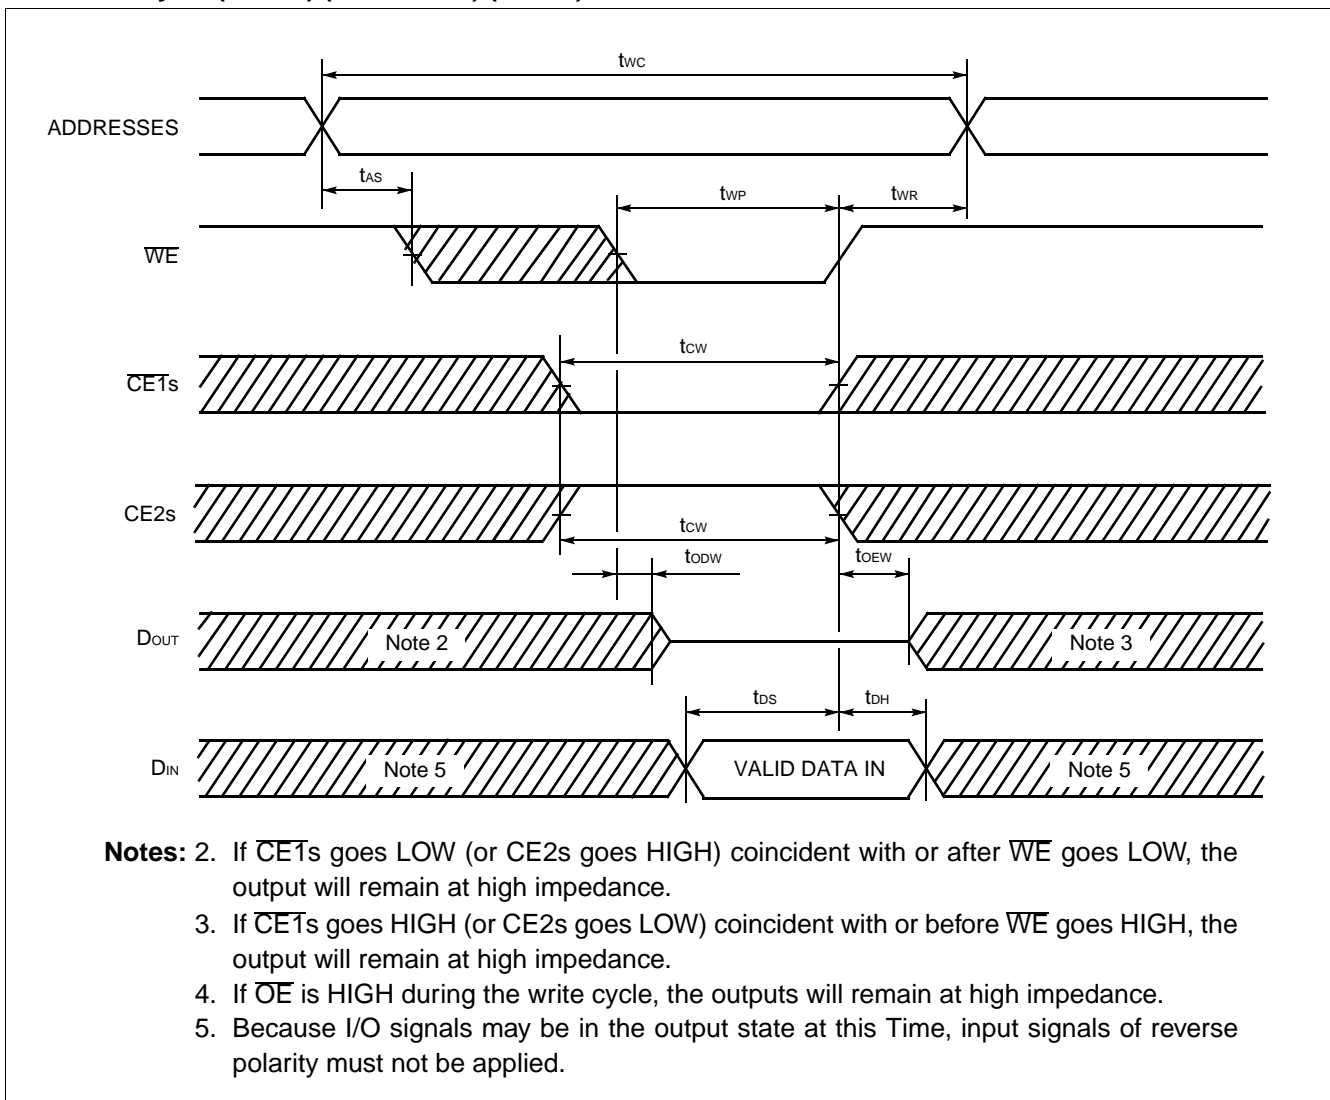 tWC
ADDRESSES
tAS
tWP
tWR
WE
tCW
CE1s
CE2s
tCW
tODW
tOEW
DOUT
Note 2
Note 3
tDS
tDH
DIN
Note 5
VALID DATA IN
Note 5
Notes: 2. If CE1s goes LOW (or CE2s goes HIGH) coincident with or after WE goes LOW, the
output will remain at high impedance.
3. If CE1s goes HIGH (or CE2s goes LOW) coincident with or before WE goes HIGH, the
output will remain at high impedance.
4. If OE is HIGH during the write cycle, the outputs will remain at high impedance.
5. Because I/O signals may be in the output state at this Time, input signals of reverse
polarity must not be applied.